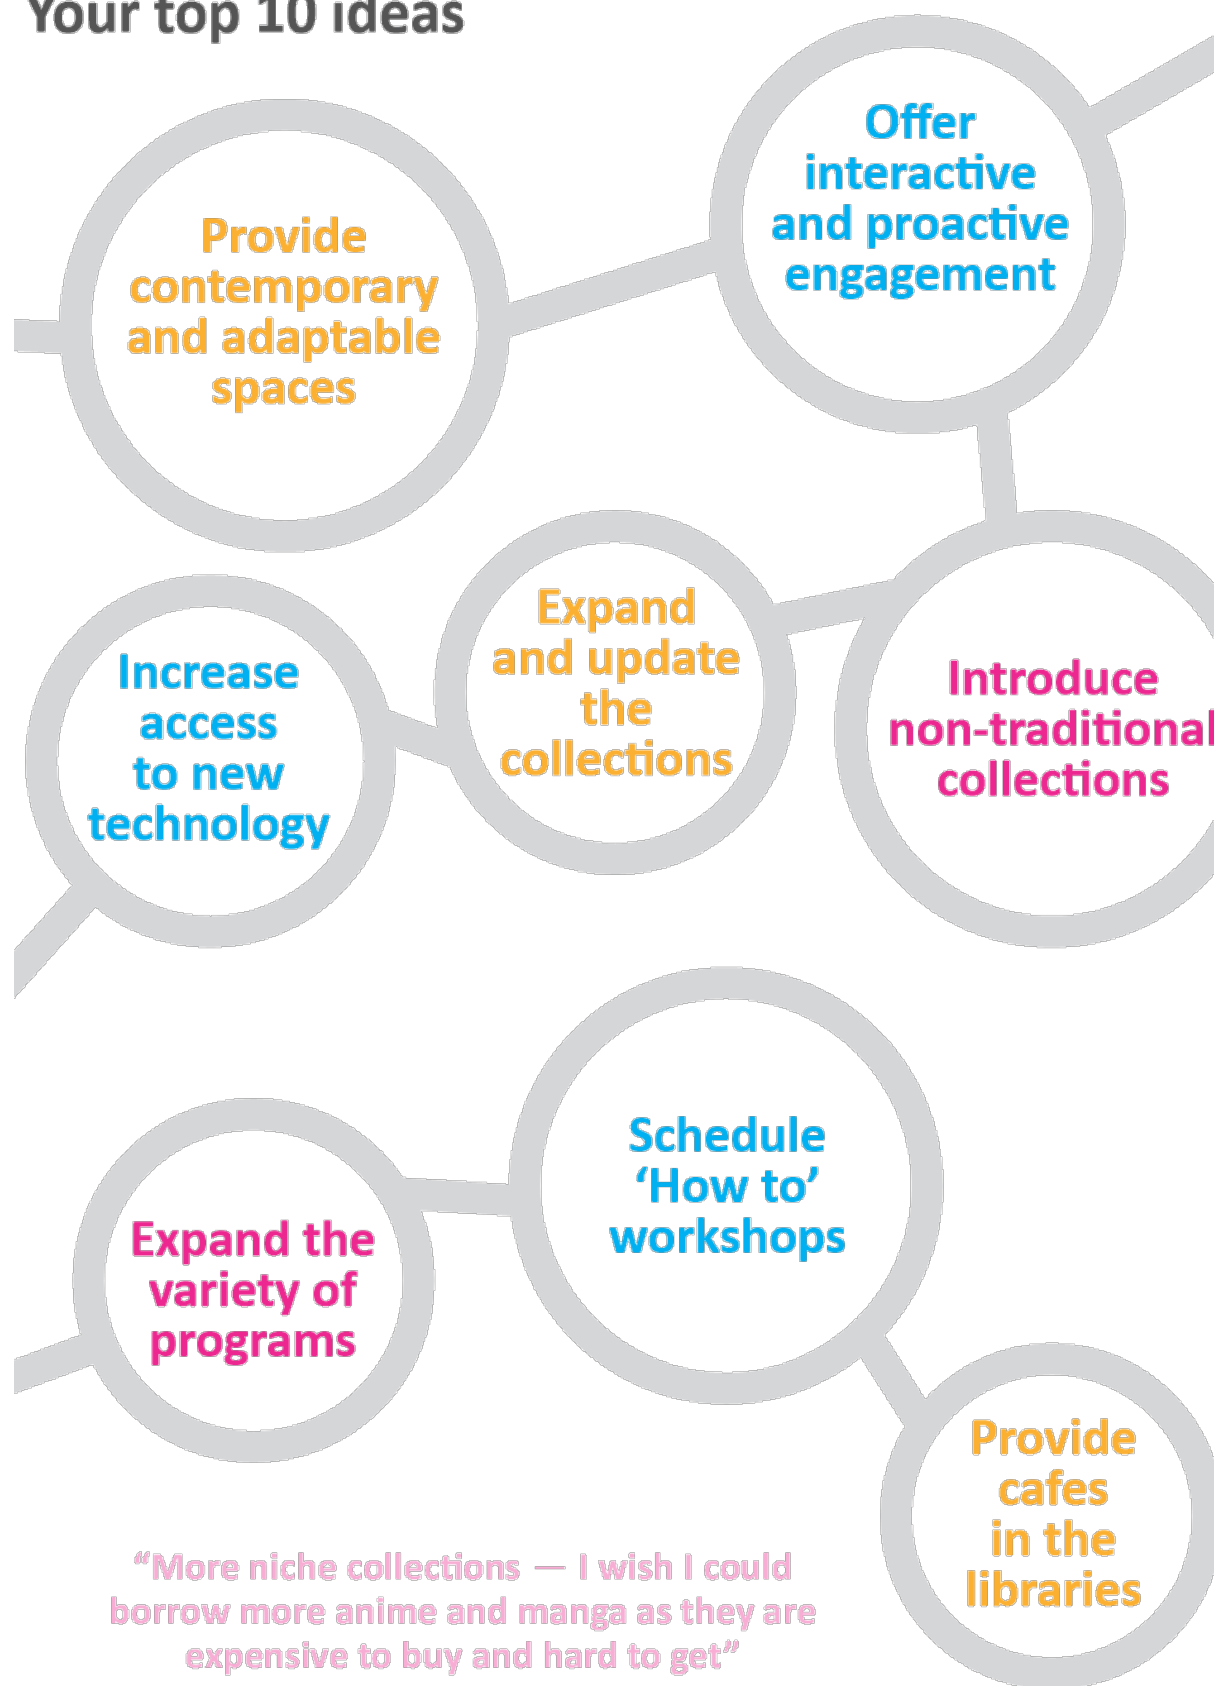 Your top 10 ideas
Provide
contemporary
and adaptable
spaces
Offer
interactive
and proactive
engagement
Increase
access
to new
technology
Expand
and update
the
collections
Introduce
non-traditional
collections
Expand the
variety of
programs
Schedule
‘How to’
workshops
Provide
cafes
in the
libraries
“More niche collections — I wish I could
borrow more anime and manga as they are
expensive to buy and hard to get”